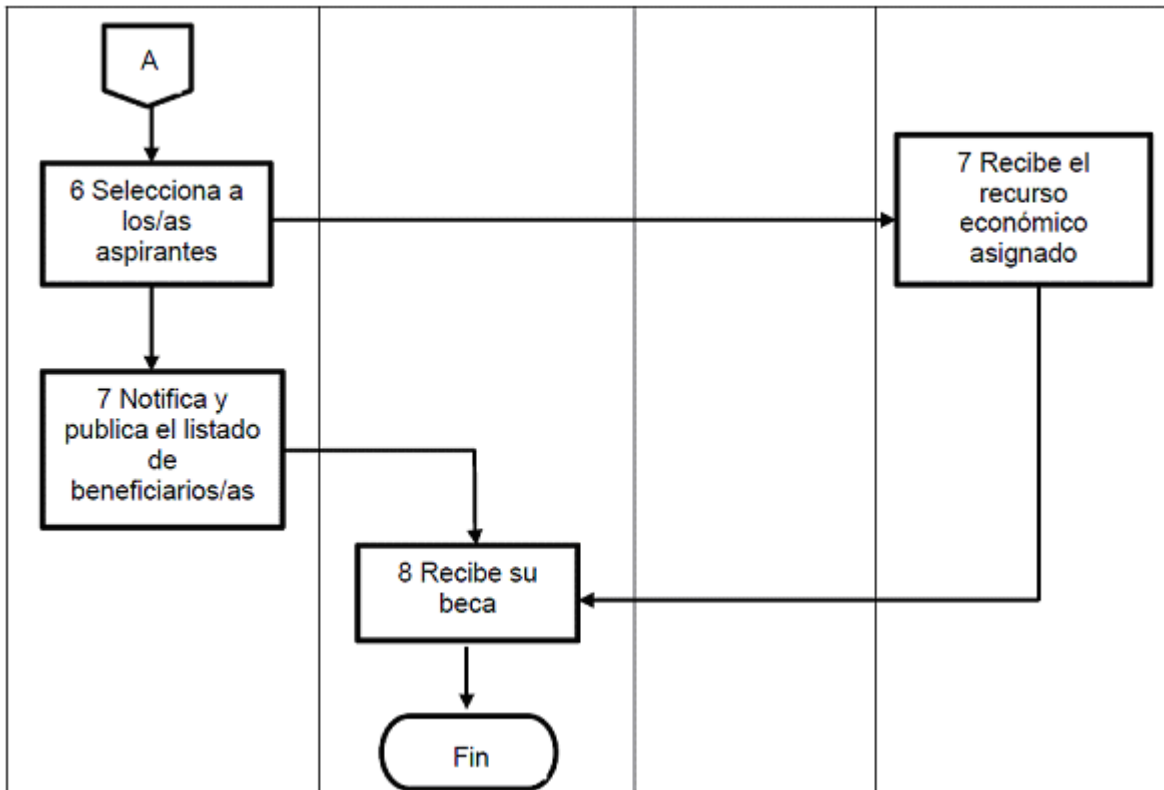 A
6 Selecciona a
los/as
aspirantes
7 Recibe el
recurso
económico
asignado
7 Notifica y
publica el listado
de
beneficiarios/as
8 Recibe su
beca
Fin